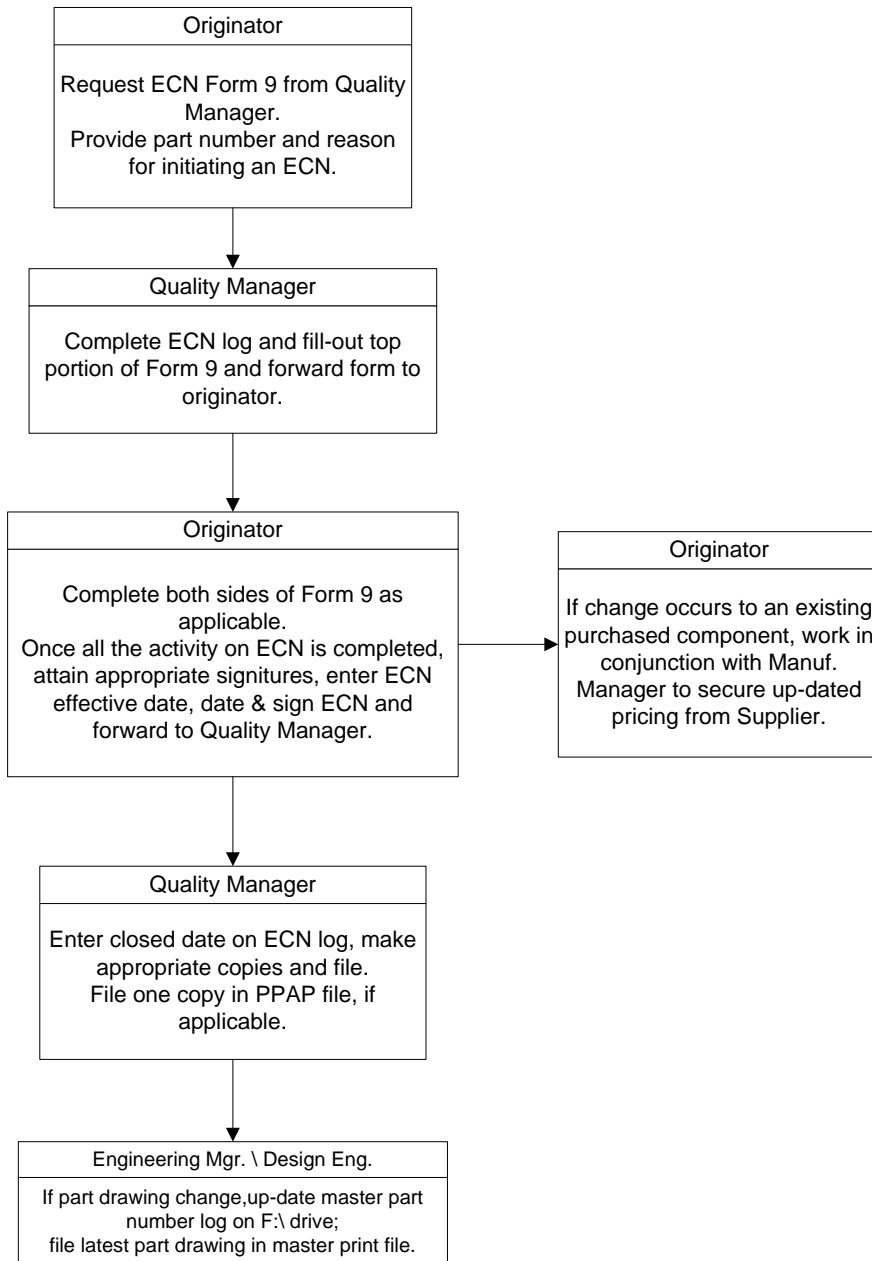 Originator
Request ECN Form 9 from Quality
Manager.
Provide part number and reason
for initiating an ECN.
Quality Manager
Complete ECN log and fill-out top
portion of Form 9 and forward form to
originator.
Originator
Complete both sides of Form 9 as
applicable.
Once all the activity on ECN is completed,
attain appropriate signitures, enter ECN
effective date, date & sign ECN and
forward to Quality Manager.
Originator
If change occurs to an existing
purchased component, work in
conjunction with Manuf.
Manager to secure up-dated
pricing from Supplier.
Quality Manager
Enter closed date on ECN log, make
appropriate copies and file.
File one copy in PPAP file, if
applicable.
Engineering Mgr. \ Design Eng.
If part drawing change,up-date master part
number log on F:\ drive;
file latest part drawing in master print file.